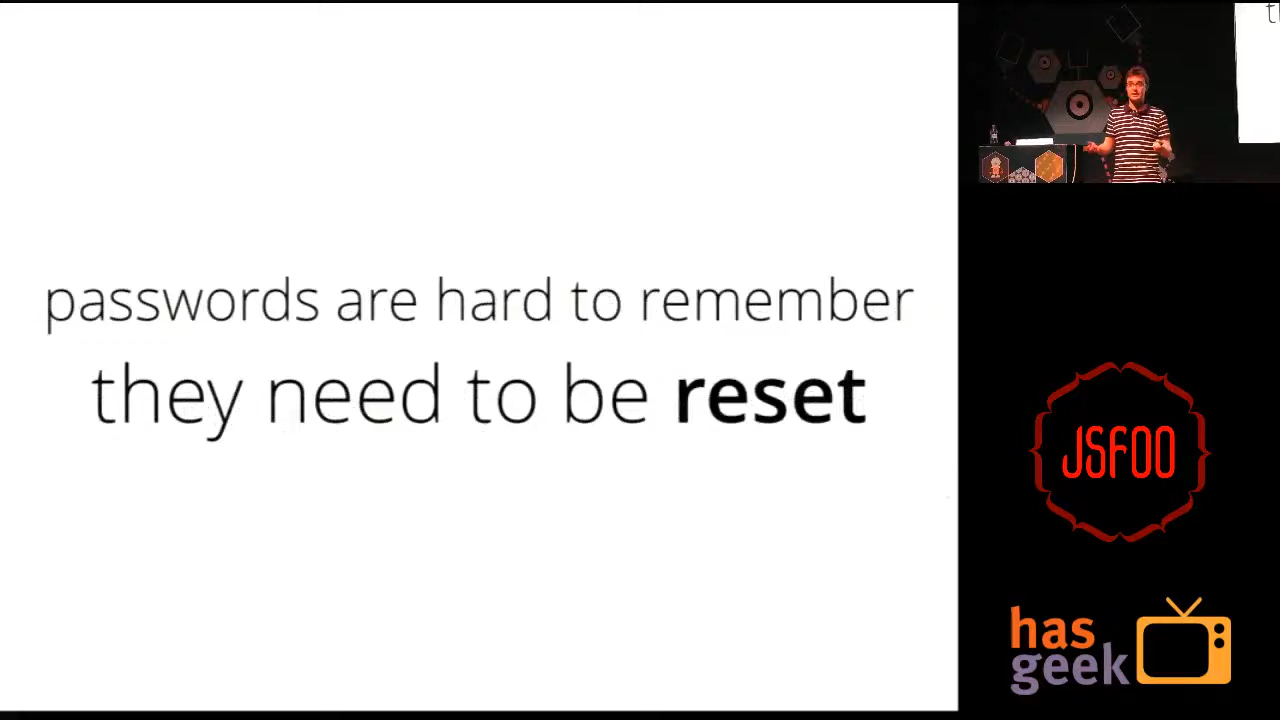 passwords are hard to remember
they need to be reset
JSFOO
has
geek